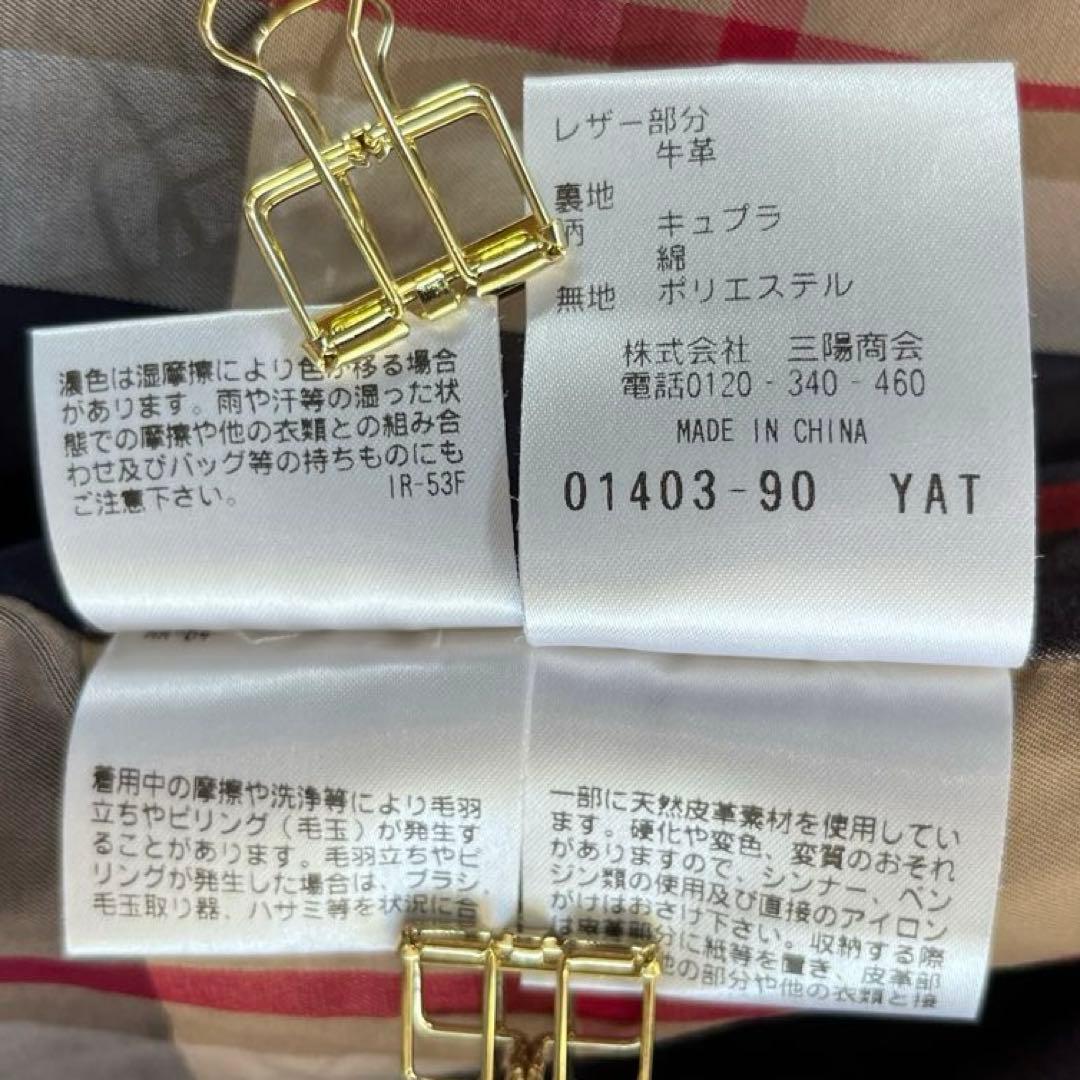 レザー部分
牛革
裏地
柄 キュプラ
綿
無地 ポリエステル
株式会社 三陽商会
電話0120-340-460
MADE IN CHINA
01403-90 YAT
濃色は湿摩擦により色が移る場合
があります。雨や汗等の湿った状
態での摩擦や他の衣類との組み合
わせ及びバッグ等の持ちものにも
ご注意下さい。 IR-53F
着用中の摩擦や洗浄等により毛羽
立ちやピリング(毛玉)が発生す
ることがあります。毛羽立ちやピ
リングが発生した場合は、ブラシ、
毛玉取り器、ハサミ等を状況に合
一部に天然皮革素材を使用してい
ます。硬化や変色、変質のおそれ
がありますので、シンナー、ベン
ジン類の使用及び直接のアイロン
がけはおさけ下さい。収納する際
は皮革部分に紙等を置き、皮革部
他の部分や他の衣類と接